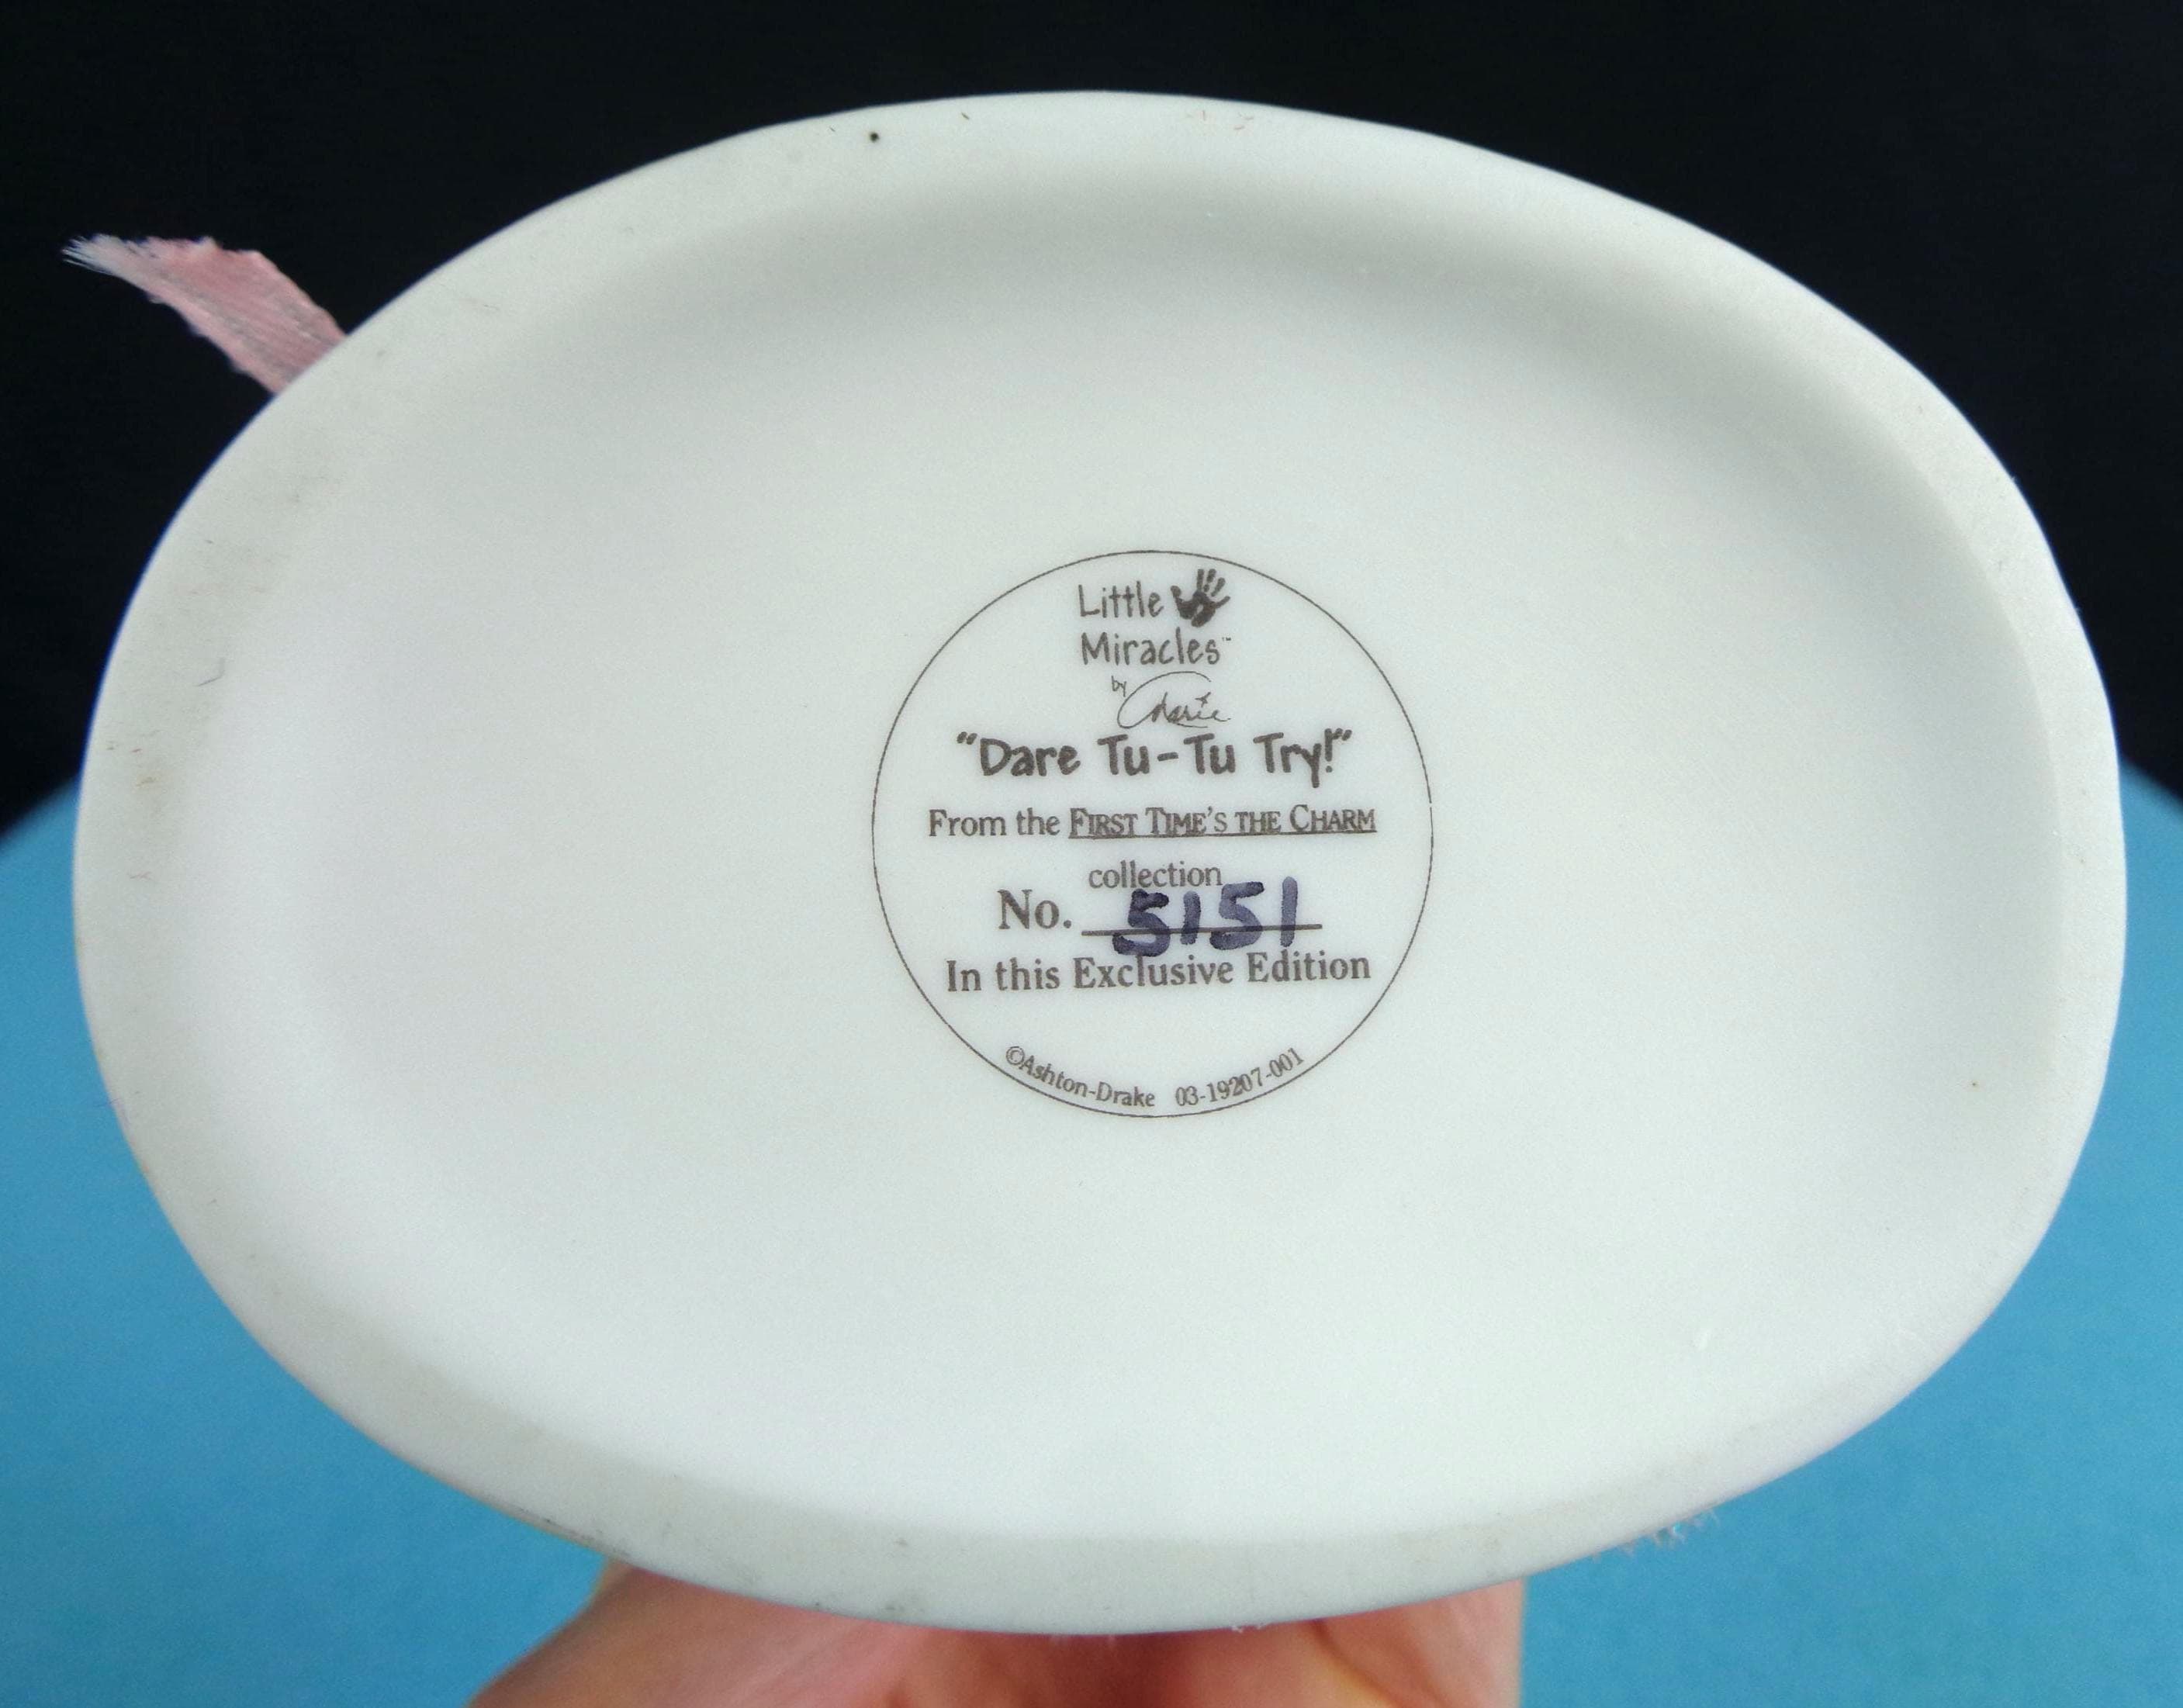 Little
Miracles™
by Cherie
"Dare Tu-Tu Try!"
From the FIRST TIME'S THE CHARM
collection
No. 5151
In this Exclusive Edition
©Ashton-Drake 03-19207-001